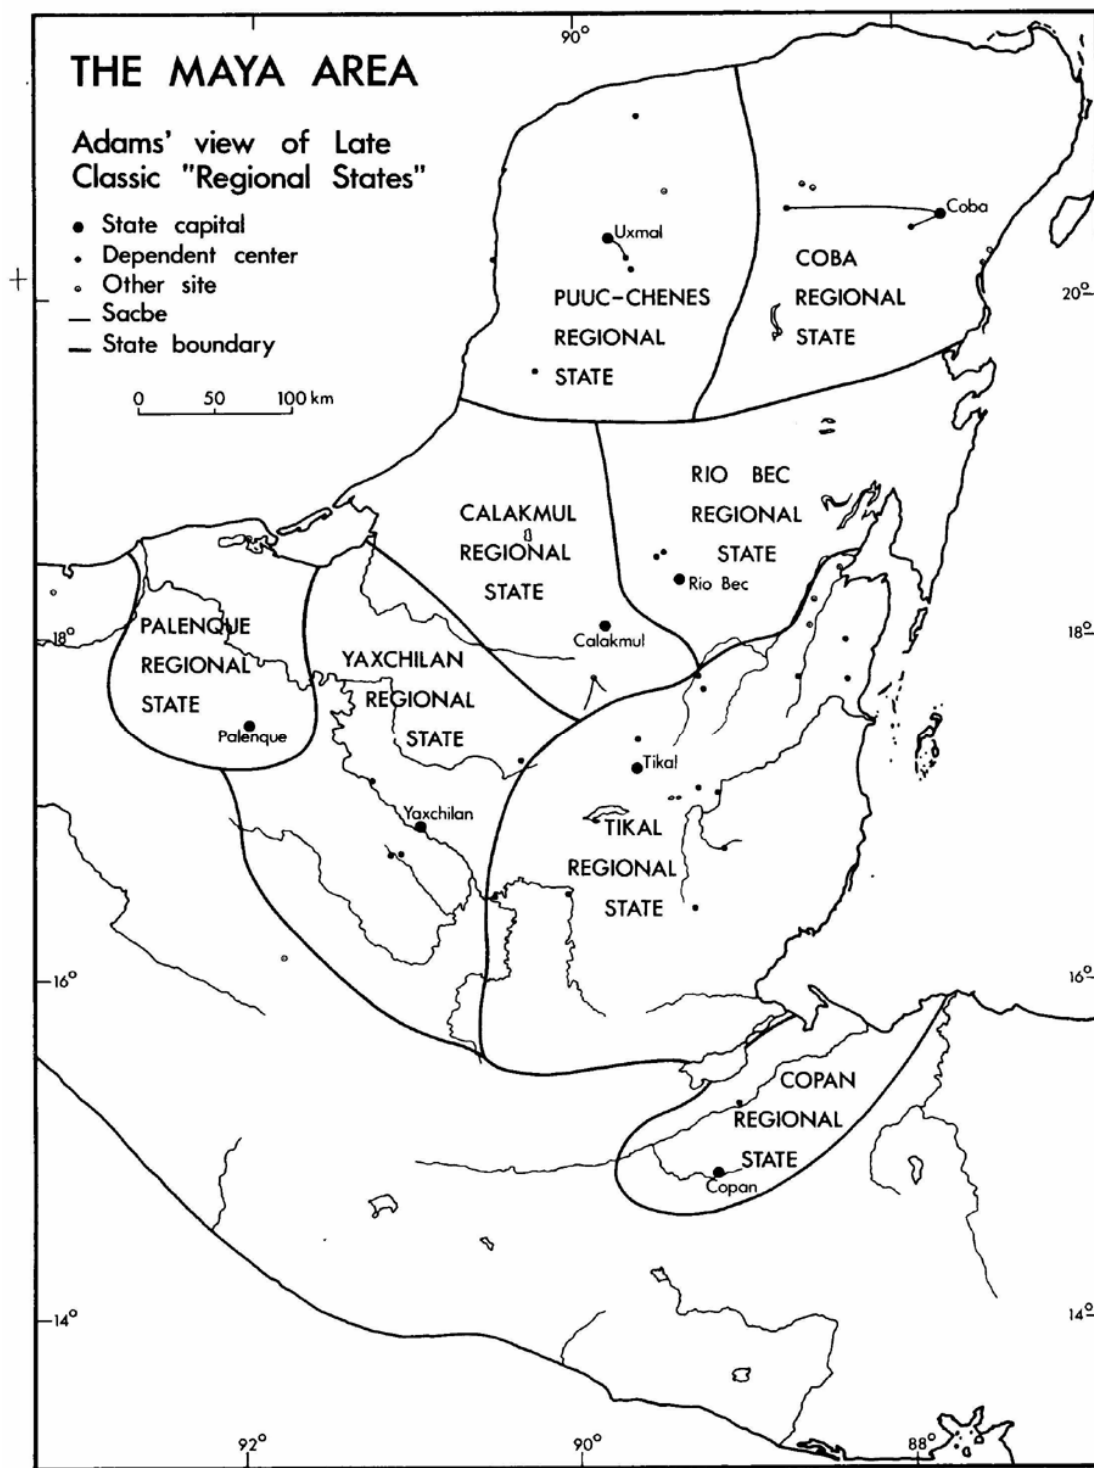 90°
THE MAYA AREA
Adams' view of Late
Classic "Regional States"
State capital
Dependent center
Other site
Sacbe
State boundary
0 50 100 km
Uxmal
Coba
PUUC-CHENES
REGIONAL
STATE
COBA
REGIONAL
STATE
20°
CALAKMUL
REGIONAL
STATE
Calakmul
RIO BEC
REGIONAL
STATE
Rio Bec
18°
18°
PALENQUE
REGIONAL
STATE
Palenque
YAXCHILAN
REGIONAL
STATE
Yaxchilan
Tikal
TIKAL
REGIONAL
STATE
16°
16°
COPAN
REGIONAL
STATE
Copan
14°
14°
92°
90°
88°